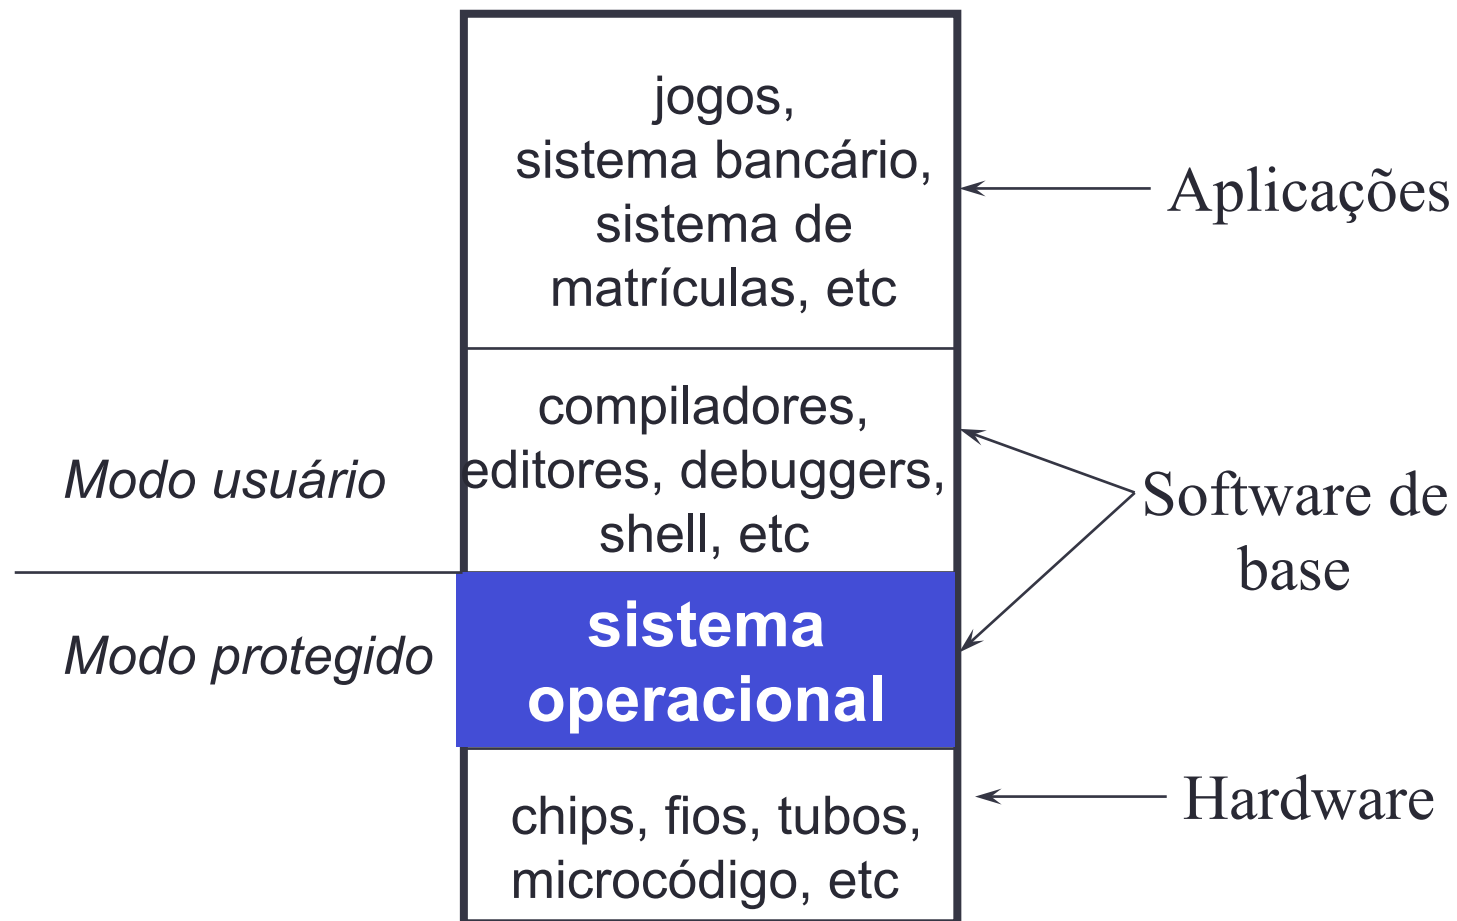 jogos,
sistema bancário,
sistema de
matrículas, etc
Aplicações
compiladores,
editores, debuggers,
shell, etc
Modo usuário
Software de
base
Modo protegido
sistema
operacional
Hardware
chips, fios, tubos,
microcódigo, etc